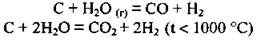 C + H₂O (г) = CO + H₂
C + 2H₂O = CO₂ + 2H₂ (t < 1000 °C)